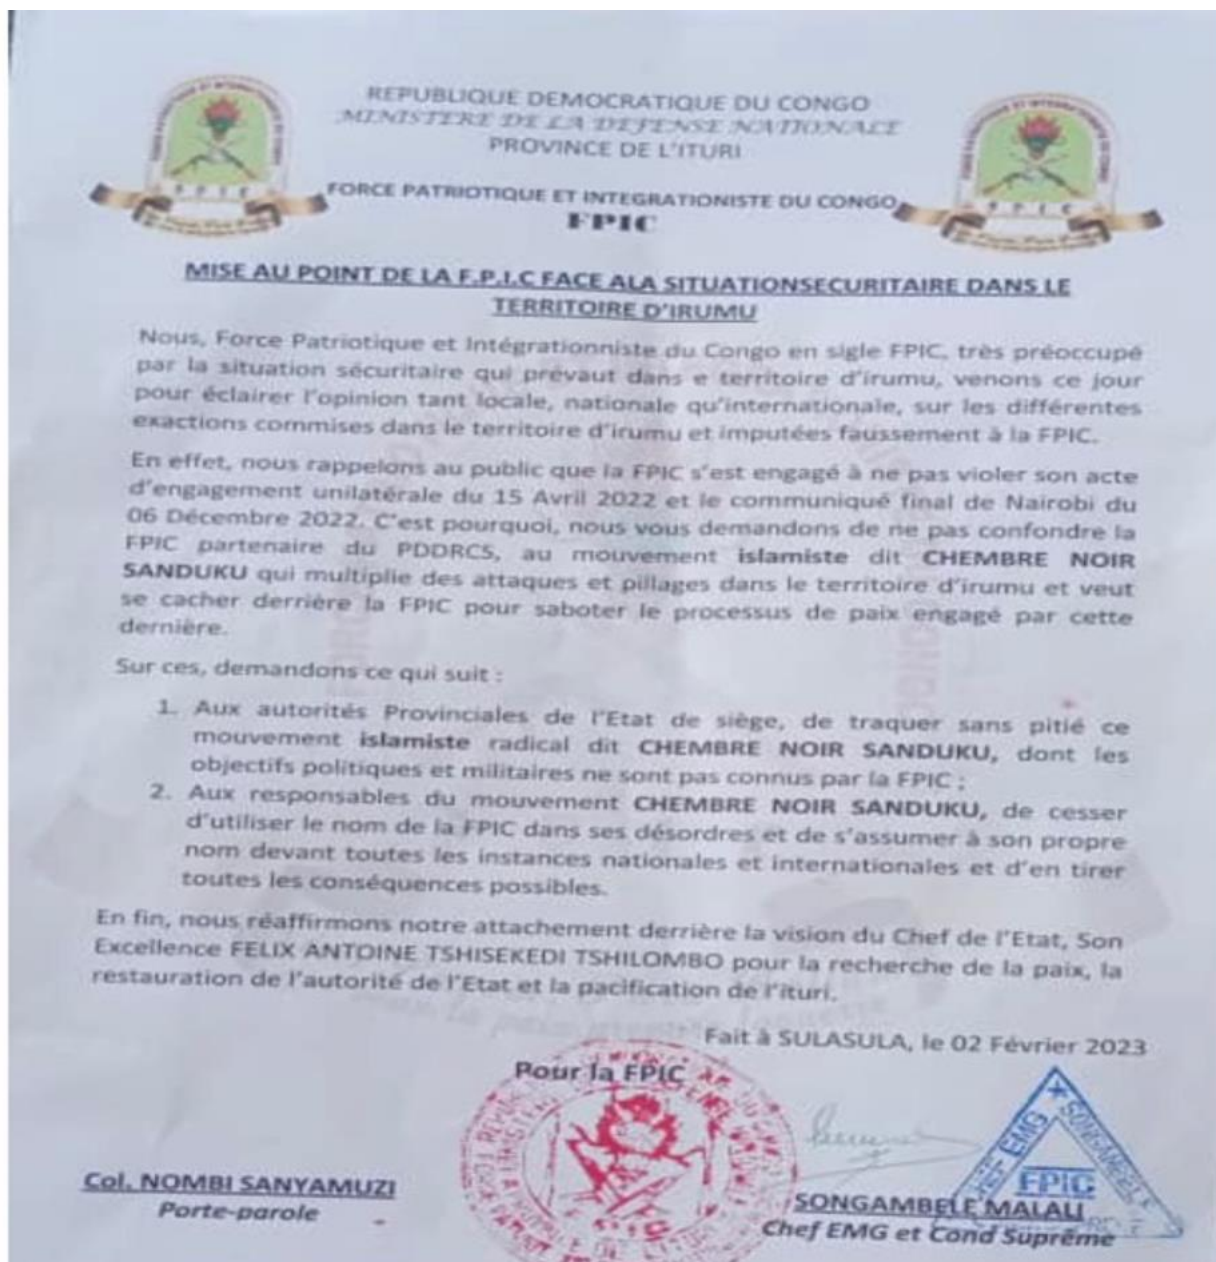 REPUBLIQUE DEMOCRATIQUE DU CONGO
MINISTERE DE LA DEFENSE NATIONALE
PROVINCE DE L'ITURI
FORCE PATRIOTIQUE ET INTEGRATIONISTE DU CONGO
FPIC
F P I C
F P I C
MISE AU POINT DE LA F.P.I.C FACE ALA SITUATIONSECURITAIRE DANS LE
TERRITOIRE D'IRUMU
Nous, Force Patriotique et Intégrationniste du Congo en sigle FPIC, très préoccupé
par la situation sécuritaire qui prévaut dans e territoire d'irumu, venons ce jour
pour éclairer l'opinion tant locale, nationale qu'internationale, sur les différentes
exactions commises dans le territoire d'irumu et imputées faussement à la FPIC.
En effet, nous rappelons au public que la FPIC s'est engagé à ne pas violer son acte
d'engagement unilatérale du 15 Avril 2022 et le communiqué final de Nairobi du
06 Décembre 2022. C'est pourquoi, nous vous demandons de ne pas confondre la
FPIC partenaire du PDDRCS, au mouvement islamiste dit CHEMBRE NOIR
SANDUKU qui multiplie des attaques et pillages dans le territoire d'irumu et veut
se cacher derrière la FPIC pour saboter le processus de paix engagé par cette
dernière.
Sur ces, demandons ce qui suit :
1. Aux autorités Provinciales de l'Etat de siège, de traquer sans pitié ce
mouvement islamiste radical dit CHEMBRE NOIR SANDUKU, dont les
objectifs politiques et militaires ne sont pas connus par la FPIC ;
2. Aux responsables du mouvement CHEMBRE NOIR SANDUKU, de cesser
d'utiliser le nom de la FPIC dans ses désordres et de s'assumer à son propre
nom devant toutes les instances nationales et internationales et d'en tirer
toutes les conséquences possibles.
En fin, nous réaffirmons notre attachement derrière la vision du Chef de l'Etat, Son
Excellence FELIX ANTOINE TSHISEKEDI TSHILOMBO pour la recherche de la paix, la
restauration de l'autorité de l'Etat et la pacification de l'ituri.
Fait à SULASULA, le 02 Février 2023
Pour la FPIC
EMG
SONGAMBELE
FPIC
Col. NOMBI SANYAMUZI
Porte-parole
SONGAMBELE MALALI
Chef EMG et Cond Suprême